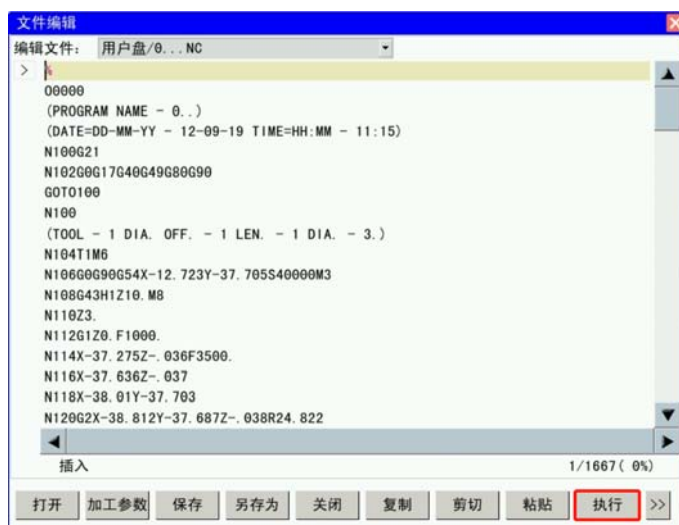 文件编辑
编辑文件: 用户盘/0...NC
> %
O0000
(PROGRAM NAME - 0..)
(DATE=DD-MM-YY - 12-09-19 TIME=HH:MM - 11:15)
N100G21
N102G0G17G40G49G80G90
GOTO100
N100
(TOOL - 1 DIA. OFF. - 1 LEN. - 1 DIA. - 3.)
N104T1M6
N106G0G90G54X-12.723Y-37.705S40000M3
N108G43H1Z10.M8
N110Z3.
N112G1Z0.F1000.
N114X-37.275Z-.036F3500.
N116X-37.636Z-.037
N118X-38.01Y-37.703
N120G2X-38.812Y-37.687Z-.038R24.822
插入 1/1667( 0%)
打开 加工参数 保存 另存为 关闭 复制 剪切 粘贴 执行 >>